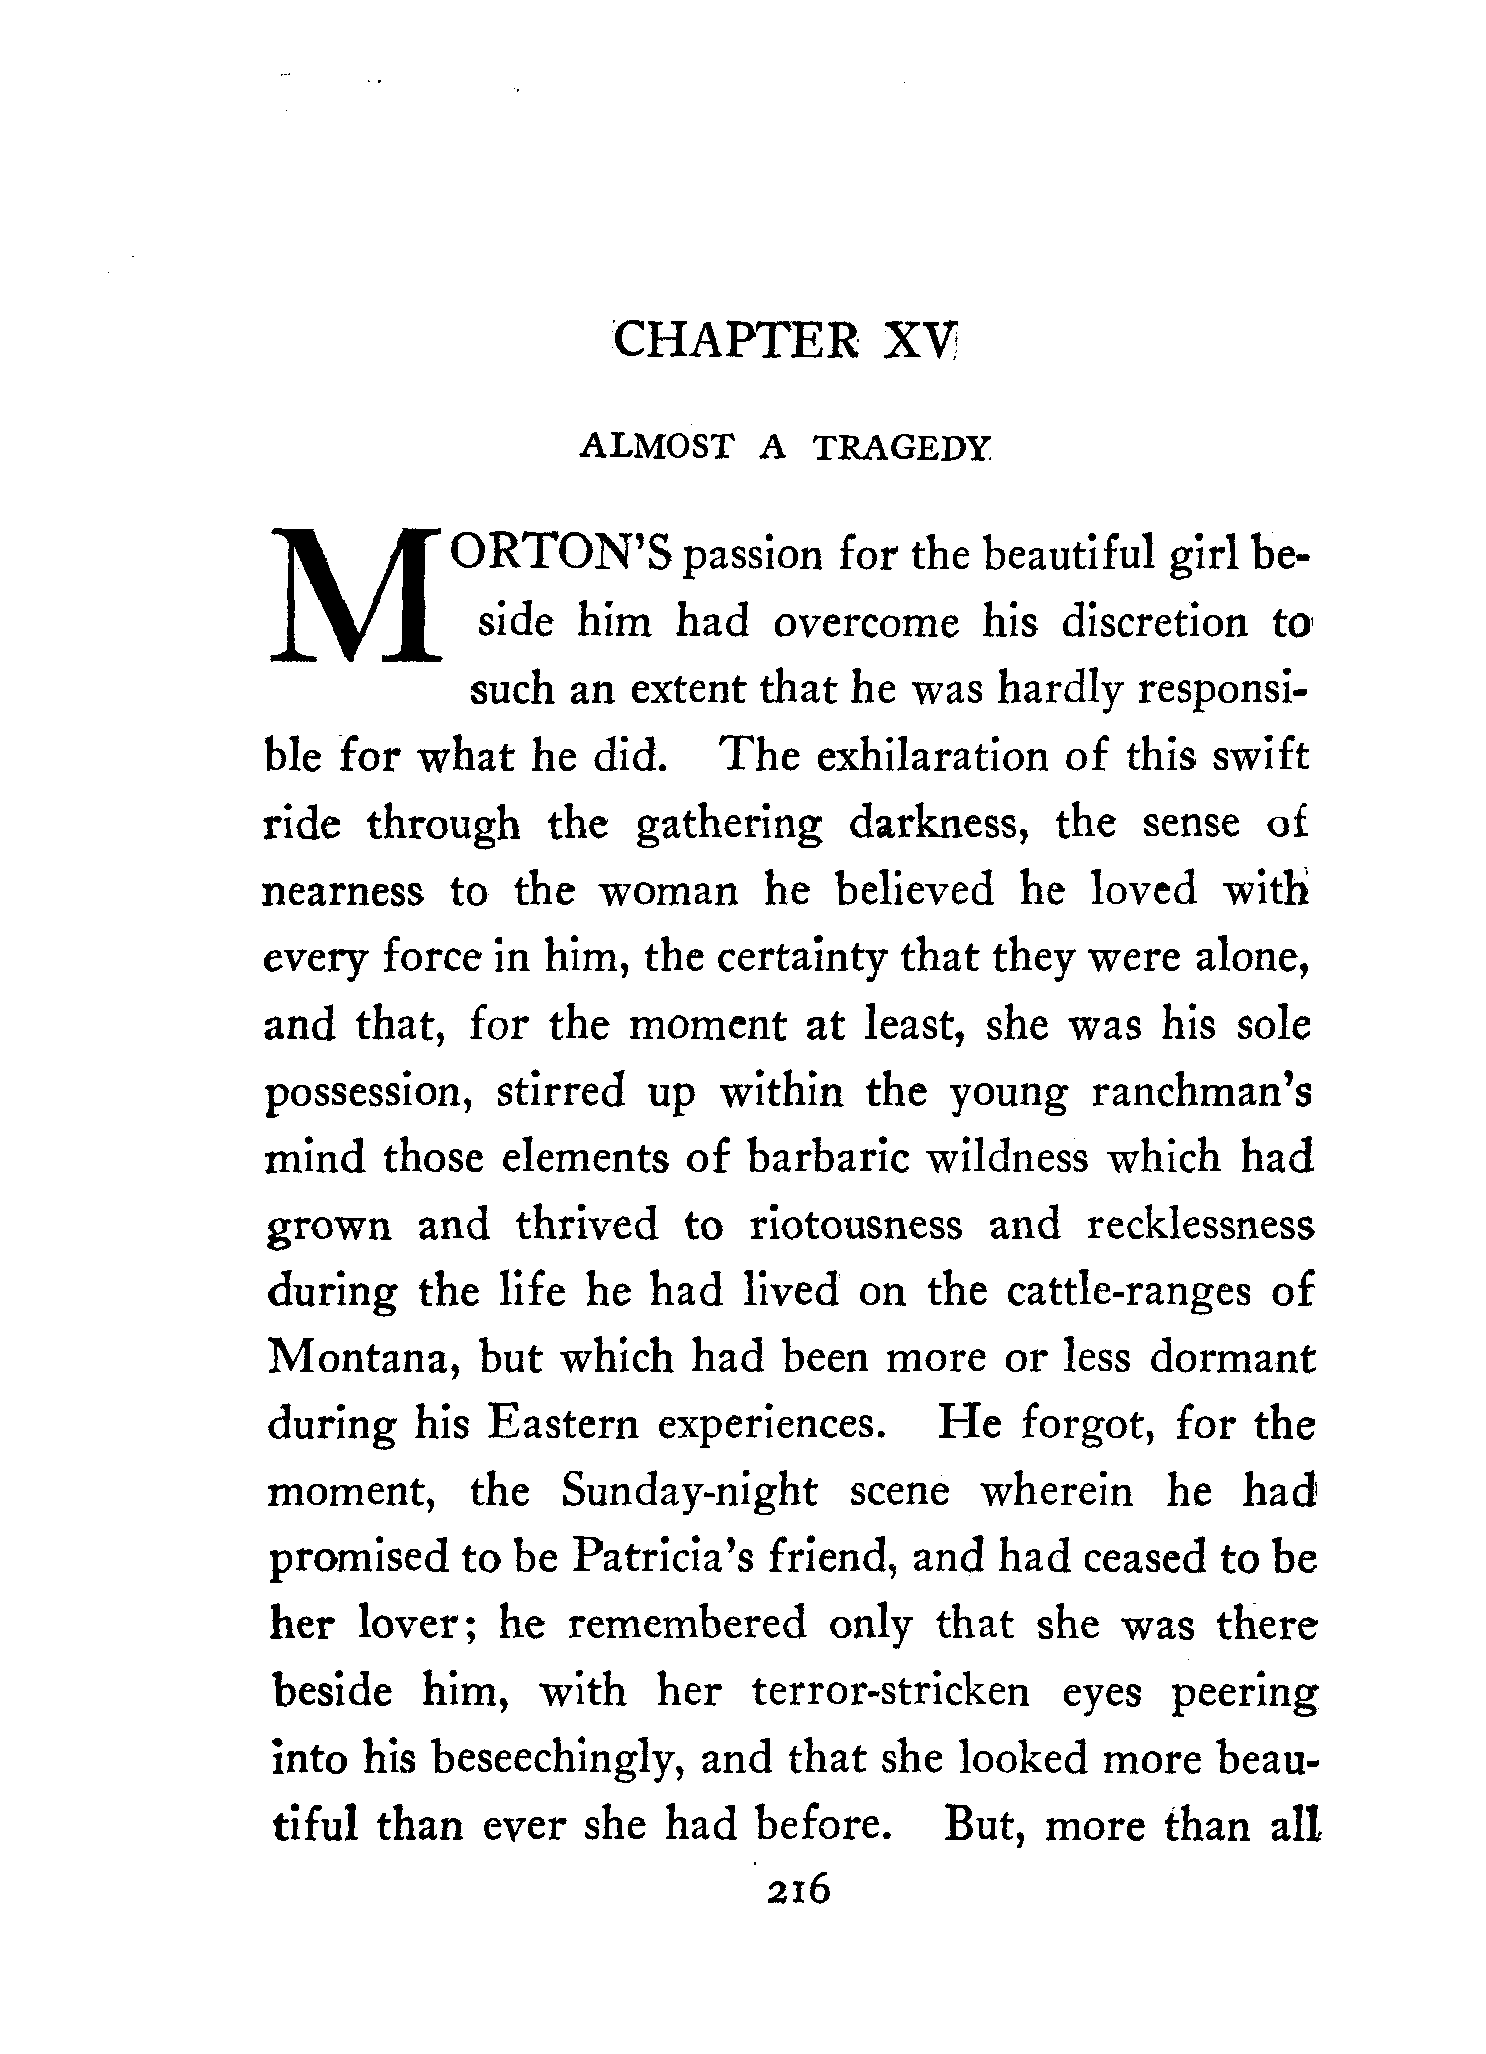 CHAPTER XV
ALMOST A TRAGEDY
MORTON'S passion for the beautiful girl be-
side him had overcome his discretion to
such an extent that he was hardly responsi-
ble for what he did. The exhilaration of this swift
ride through the gathering darkness, the sense of
nearness to the woman he believed he loved with
every force in him, the certainty that they were alone,
and that, for the moment at least, she was his sole
possession, stirred up within the young ranchman's
mind those elements of barbaric wildness which had
grown and thrived to riotousness and recklessness
during the life he had lived on the cattle-ranges of
Montana, but which had been more or less dormant
during his Eastern experiences. He forgot, for the
moment, the Sunday-night scene wherein he had
promised to be Patricia's friend, and had ceased to be
her lover; he remembered only that she was there
beside him, with her terror-stricken eyes peering
into his beseechingly, and that she looked more beau-
tiful than ever she had before. But, more than all
216